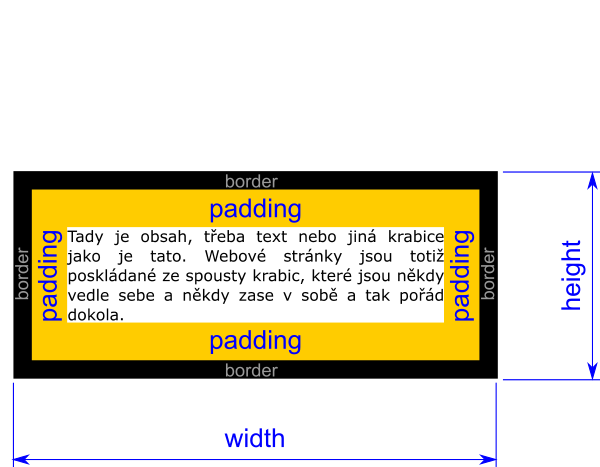 border
padding
border
padding
Tady je obsah, třeba text nebo jiná krabice
jako je tato. Webové stránky jsou totiž
poskládané ze spousty krabic, které jsou někdy
vedle sebe a někdy zase v sobě a tak pořád
dokola.
padding
border
height
padding
border
width